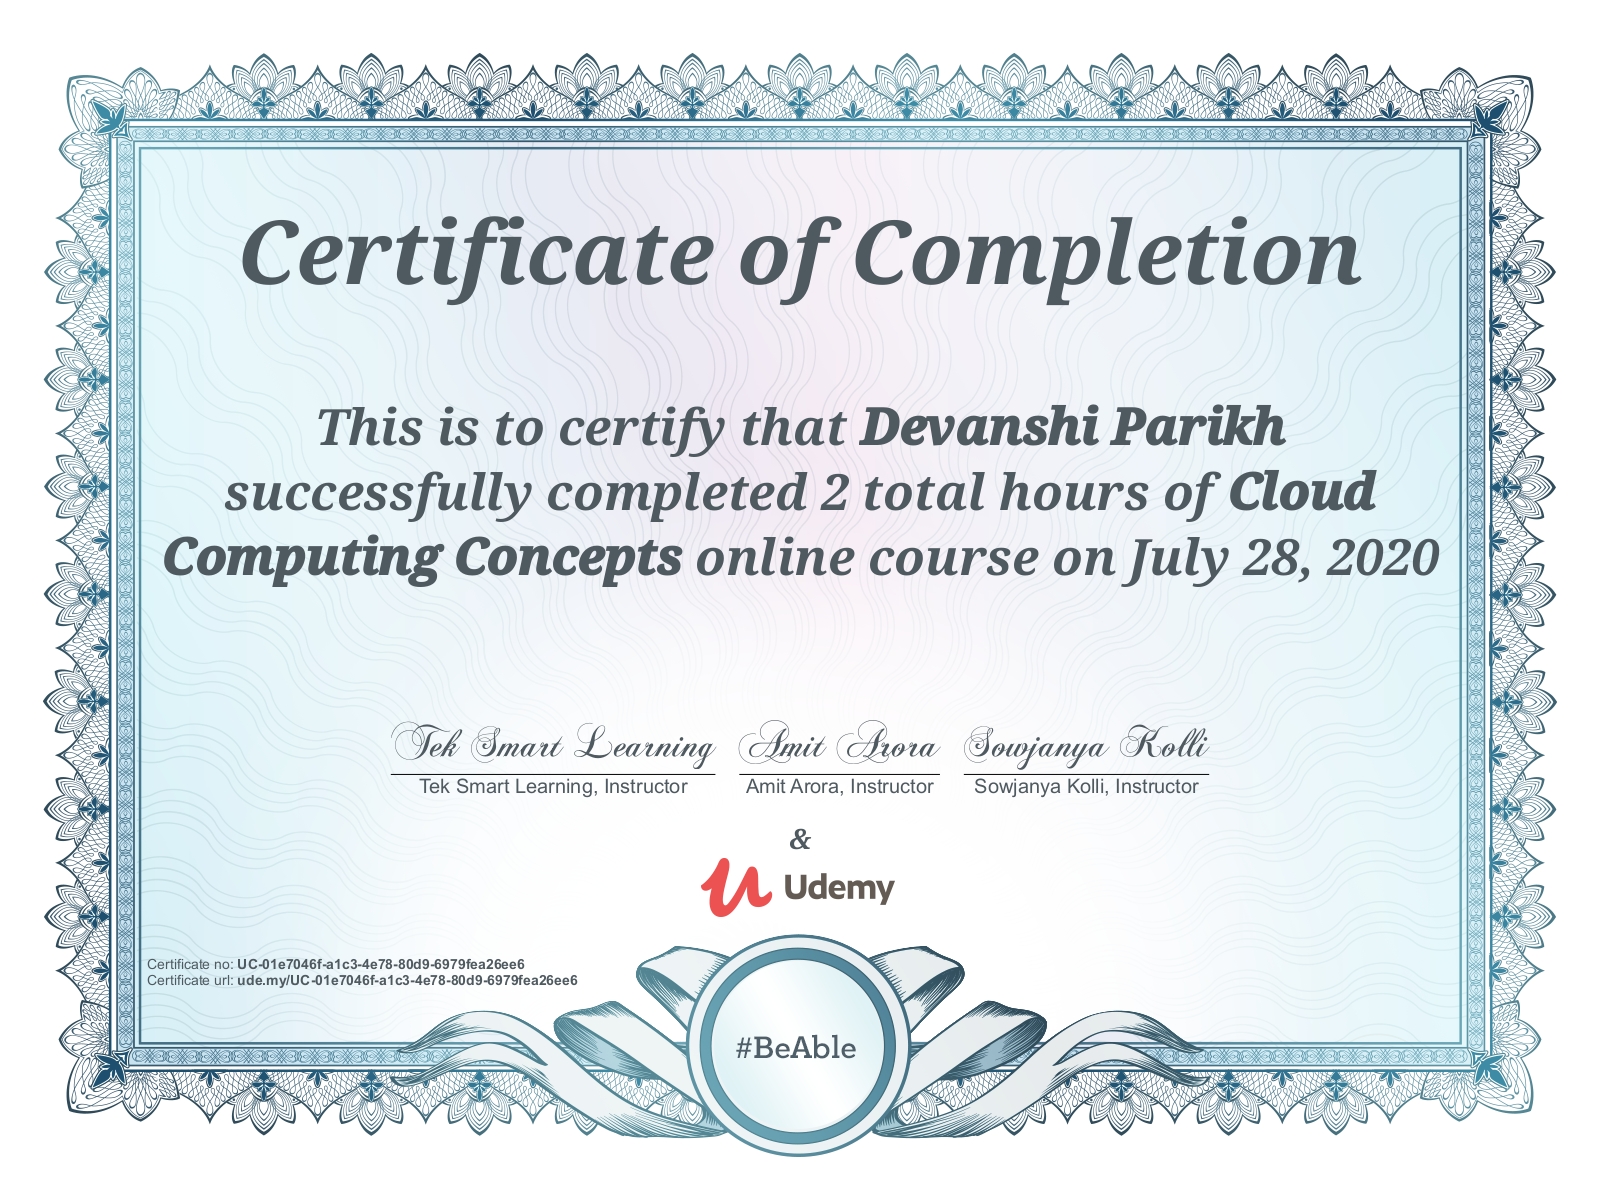 Certificate of Completion
This is to certify that Devanshi Parikh
successfully completed 2 total hours of Cloud
Computing Concepts online course on July 28, 2020
Tek Smart Learning Amit Arora Sowjanya Kolli
Tek Smart Learning, Instructor Amit Arora, Instructor Sowjanya Kolli, Instructor
&
Udemy
Certificate no: UC-01e7046f-a1c3-4e78-80d9-6979fea26ee6
Certificate url: ude.my/UC-01e7046f-a1c3-4e78-80d9-6979fea26ee6
#BeAble